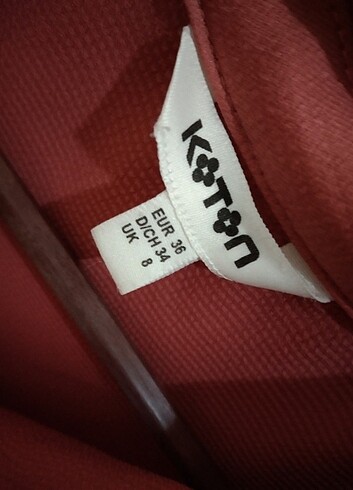 KOTON
EUR 36
D/CH 34
UK 8